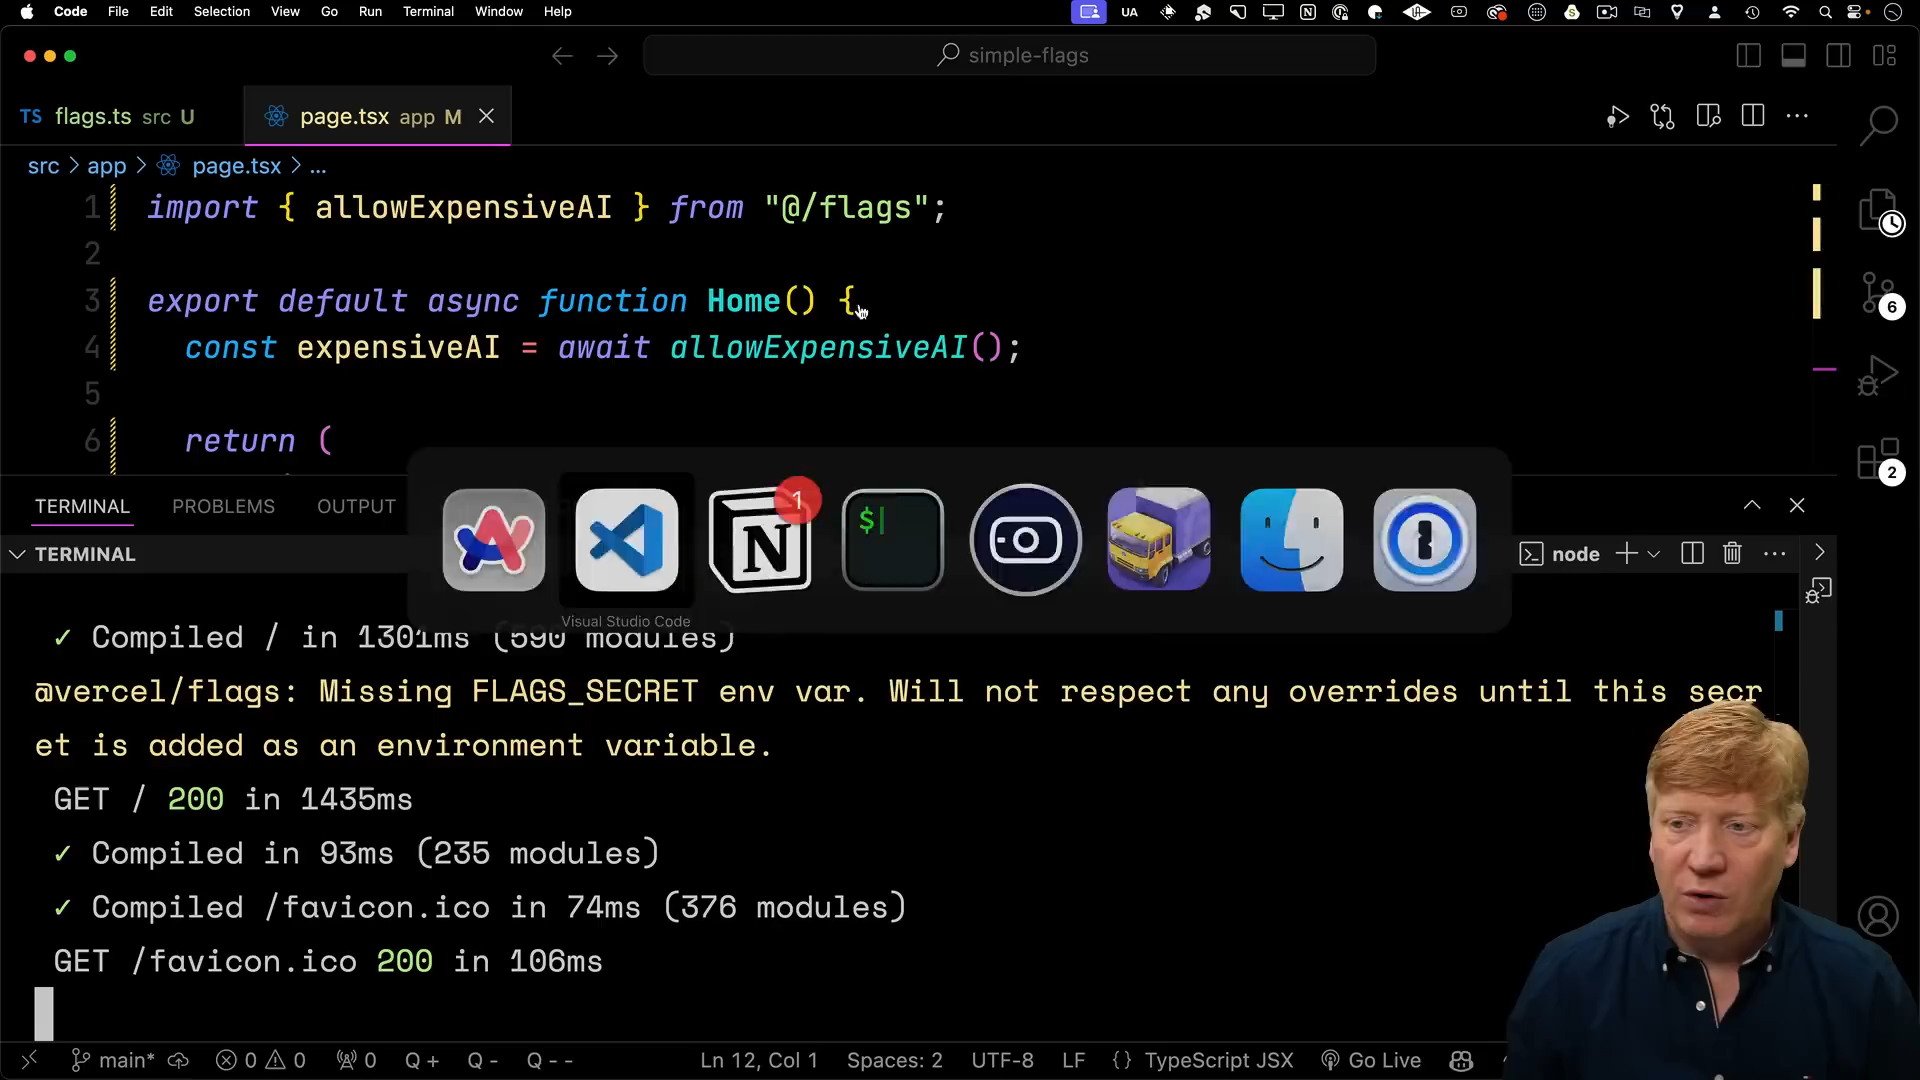 Code File Edit Selection View Go Run Terminal Window Help
UA
simple-flags
TS flags.ts src U
page.tsx app M
src > app > page.tsx > ...
1 import { allowExpensiveAI } from "@/flags";
2
3 export default async function Home() {
4 const expensiveAI = await allowExpensiveAI();
5
6 return (
6
2
TERMINAL PROBLEMS OUTPUT
TERMINAL
node
1
N
$
Visual Studio Code
✓ Compiled / in 1301ms (590 modules)
@vercel/flags: Missing FLAGS_SECRET env var. Will not respect any overrides until this secr
et is added as an environment variable.
GET / 200 in 1435ms
✓ Compiled in 93ms (235 modules)
✓ Compiled /favicon.ico in 74ms (376 modules)
GET /favicon.ico 200 in 106ms
main* 0 0 0 Q + Q - Q - - Ln 12, Col 1 Spaces: 2 UTF-8 LF {} TypeScript JSX Go Live